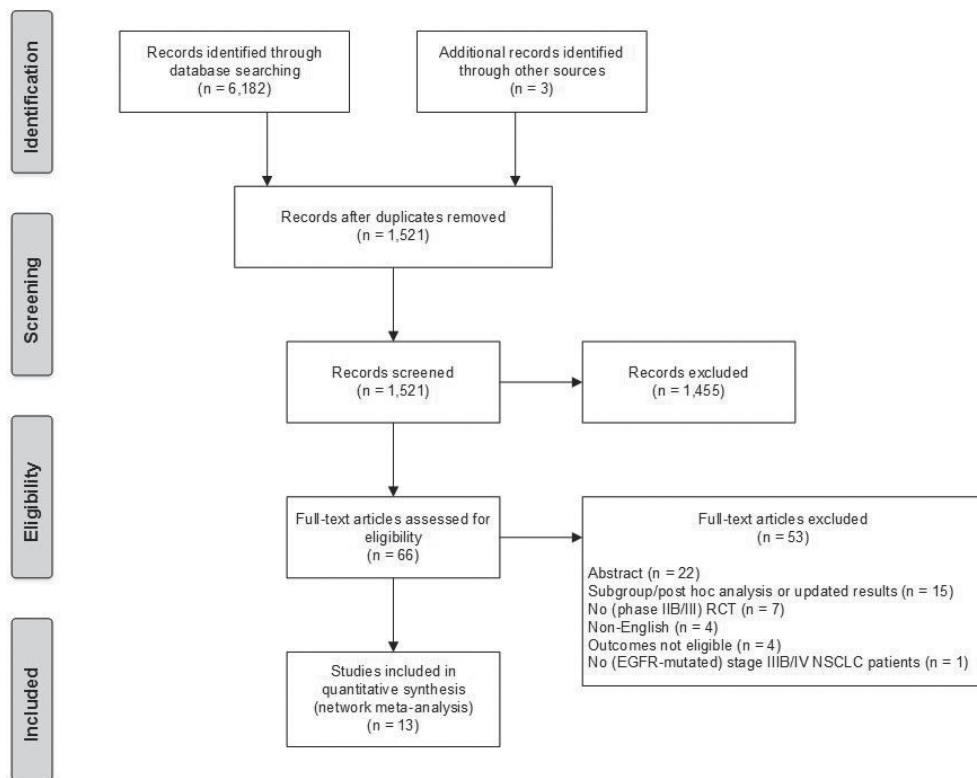 Identification
Records identified through
database searching
(n = 6,182)
Additional records identified
through other sources
(n = 3)
Records after duplicates removed
(n = 1,521)
Screening
Records screened
(n = 1,521)
Records excluded
(n = 1,455)
Eligibility
Full-text articles assessed for
eligibility
(n = 66)
Full-text articles excluded
(n = 53)
Abstract (n = 22)
Subgroup/post hoc analysis or updated results (n = 15)
No (phase IIB/III) RCT (n = 7)
Non-English (n = 4)
Outcomes not eligible (n = 4)
No (EGFR-mutated) stage IIIB/IV NSCLC patients (n = 1)
Included
Studies included in
quantitative synthesis
(network meta-analysis)
(n = 13)